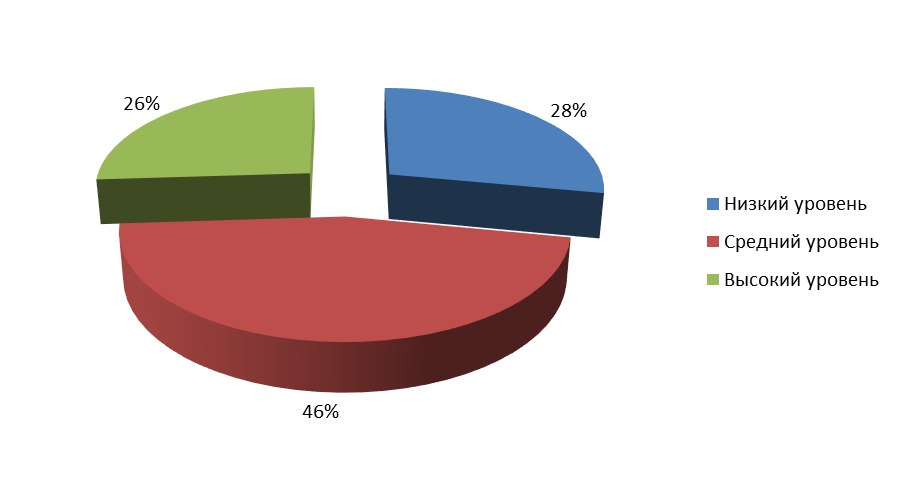 26%
28%
Низкий уровень
Средний уровень
Высокий уровень
46%